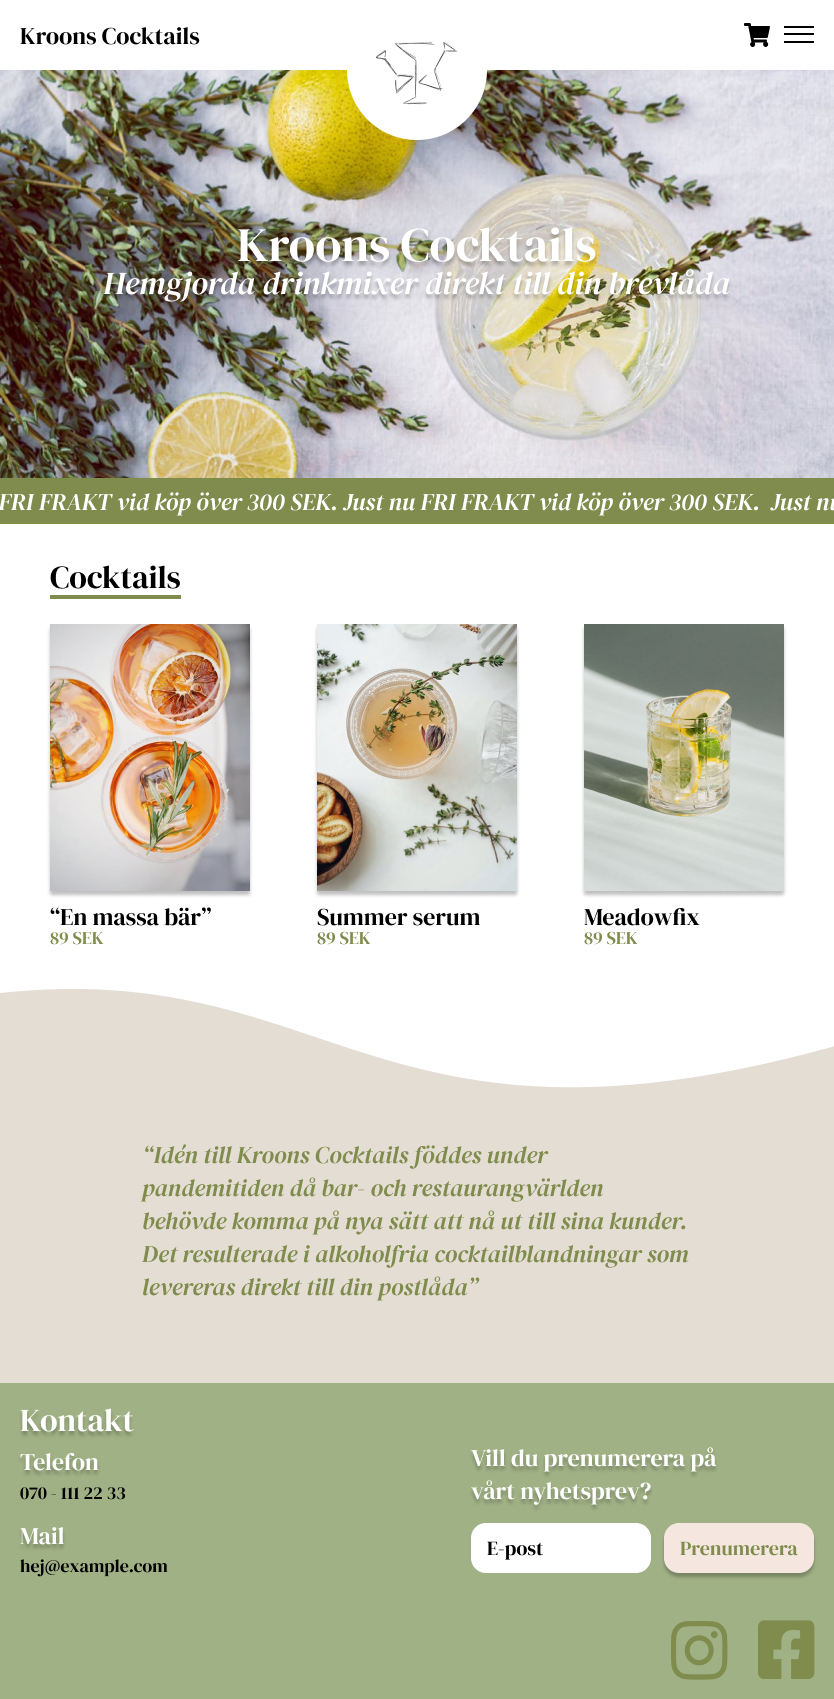 Kroons Cocktails
Kroons Cocktails
Hemgjorda drinkmixer direkt till din brevlåda
FRI FRAKT vid köp över 300 SEK. Just nu FRI FRAKT vid köp över 300 SEK. Just nu
Cocktails
“En massa bär”
89 SEK
Summer serum
89 SEK
Meadowfix
89 SEK
“Idén till Kroons Cocktails föddes under
pandemitiden då bar- och restaurangvärlden
behövde komma på nya sätt att nå ut till sina kunder.
Det resulterade i alkoholfria cocktailblandningar som
levereras direkt till din postlåda”
Kontakt
Telefon
070 - 111 22 33
Mail
hej@example.com
Vill du prenumerera på
vårt nyhetsprev?
E-post
Prenumerera